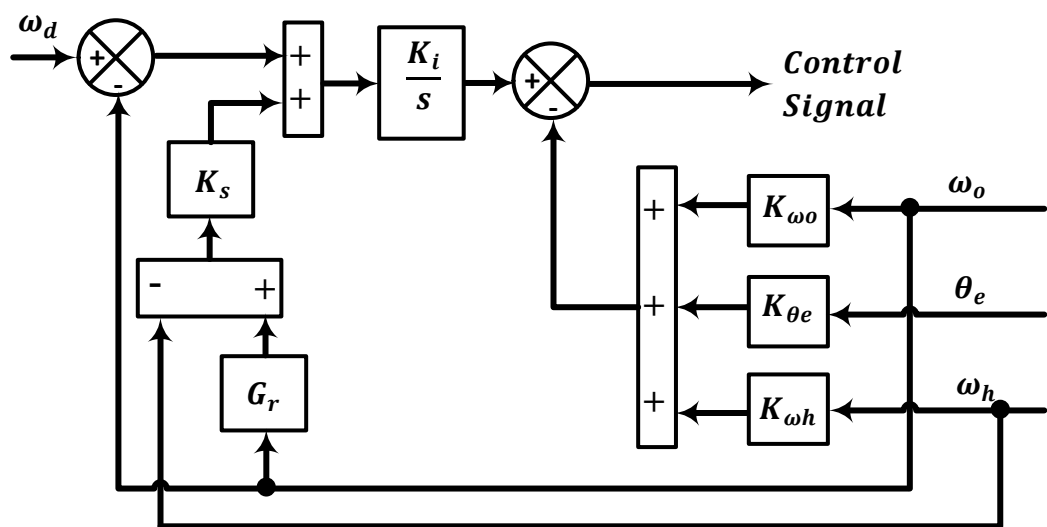 ω_d
+
-
+
+
K_i
s
+
-
Control
Signal
K_s
-
+
G_r
+
+
+
K_ωo
K_θe
K_ωh
ω_o
θ_e
ω_h